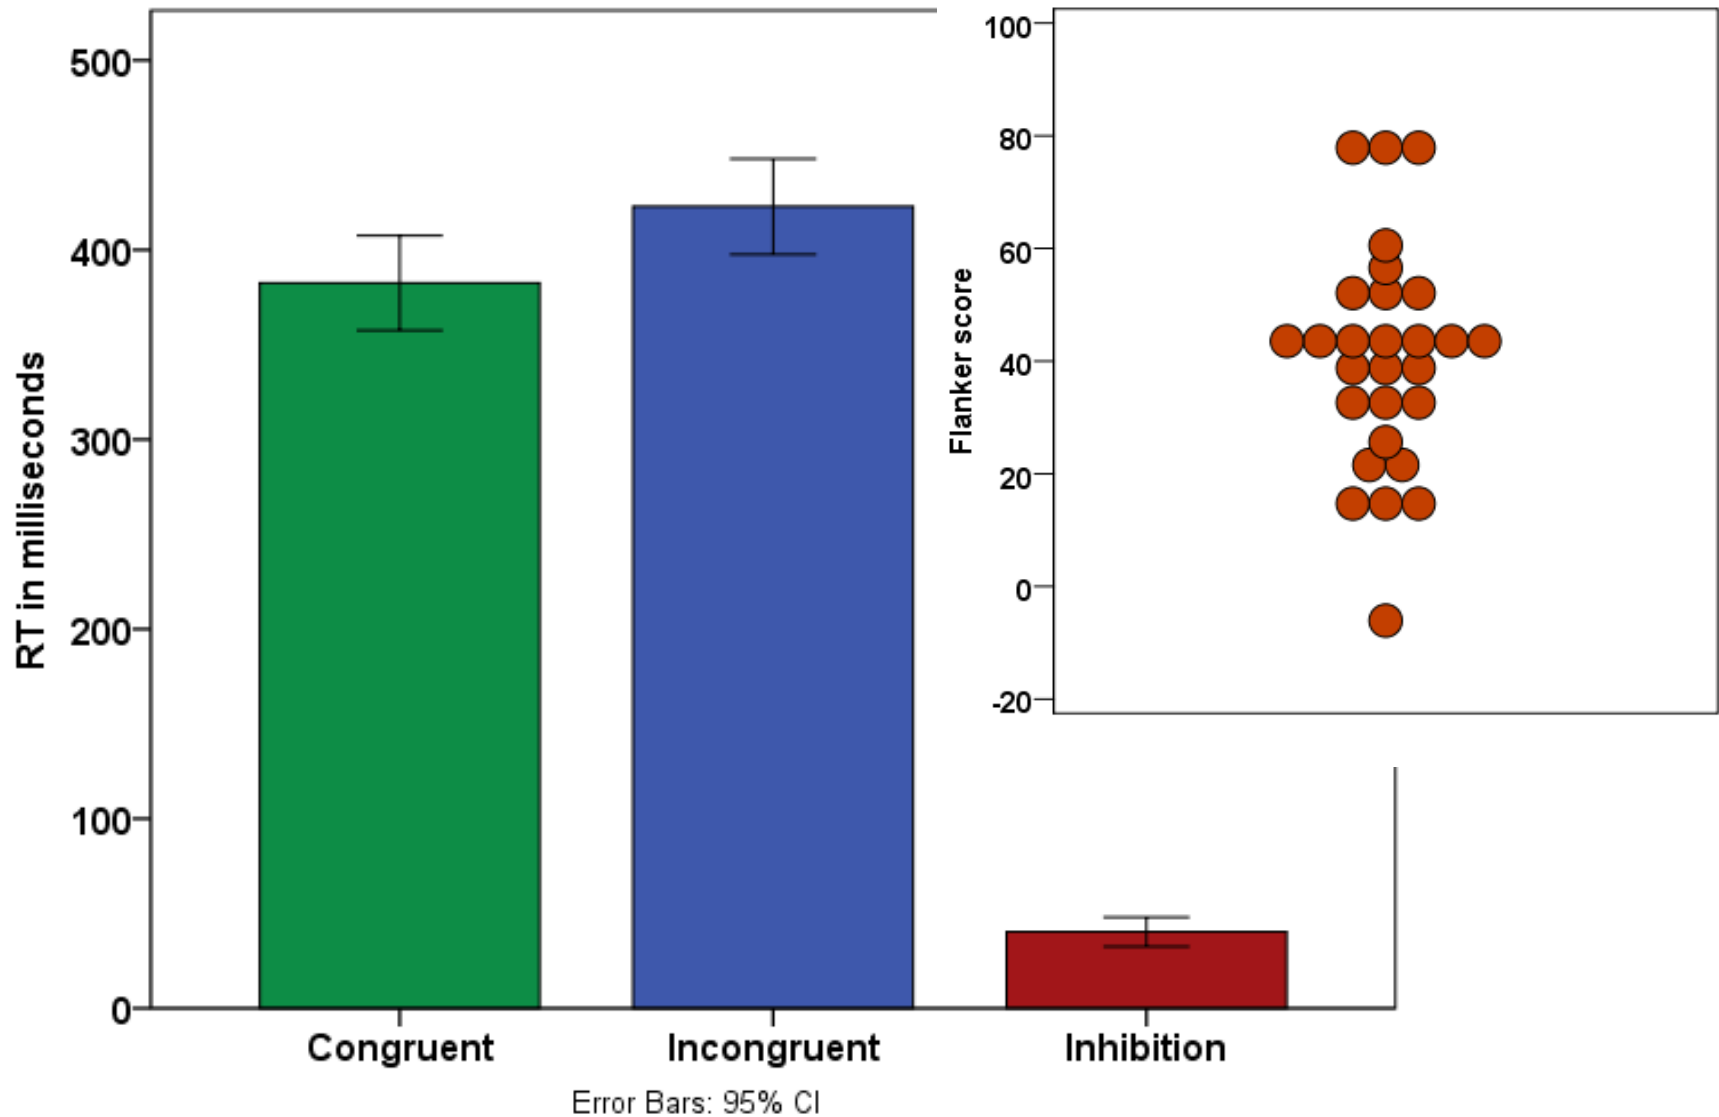 RT in milliseconds
500
400
300
200
100
0
Congruent
Incongruent
Inhibition
Error Bars: 95% CI
Flanker score
100
80
60
40
20
0
-20